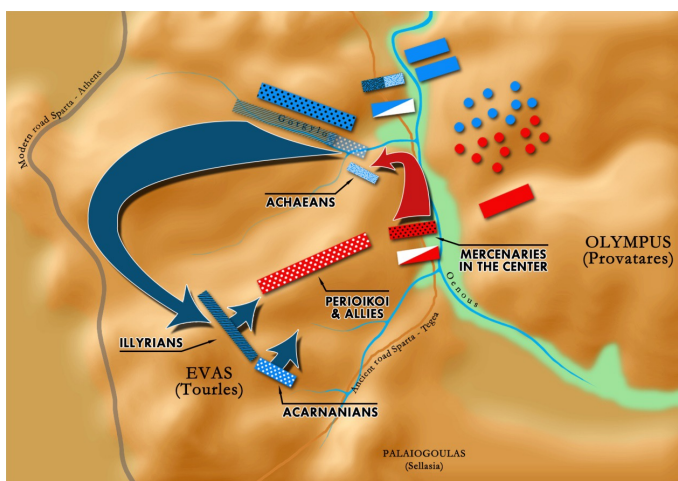 Modern road Sparta - Athens
Gorgylos
ACHAEANS
OLYMPUS
(Provatares)
MERCENARIES
IN THE CENTER
Oenous
PERIOIKOI
& ALLIES
ILLYRIANS
EVAS
(Tourles)
Ancient road Sparta - Tegea
ACARNANIANS
PALAIOGOULAS
(Sellasia)